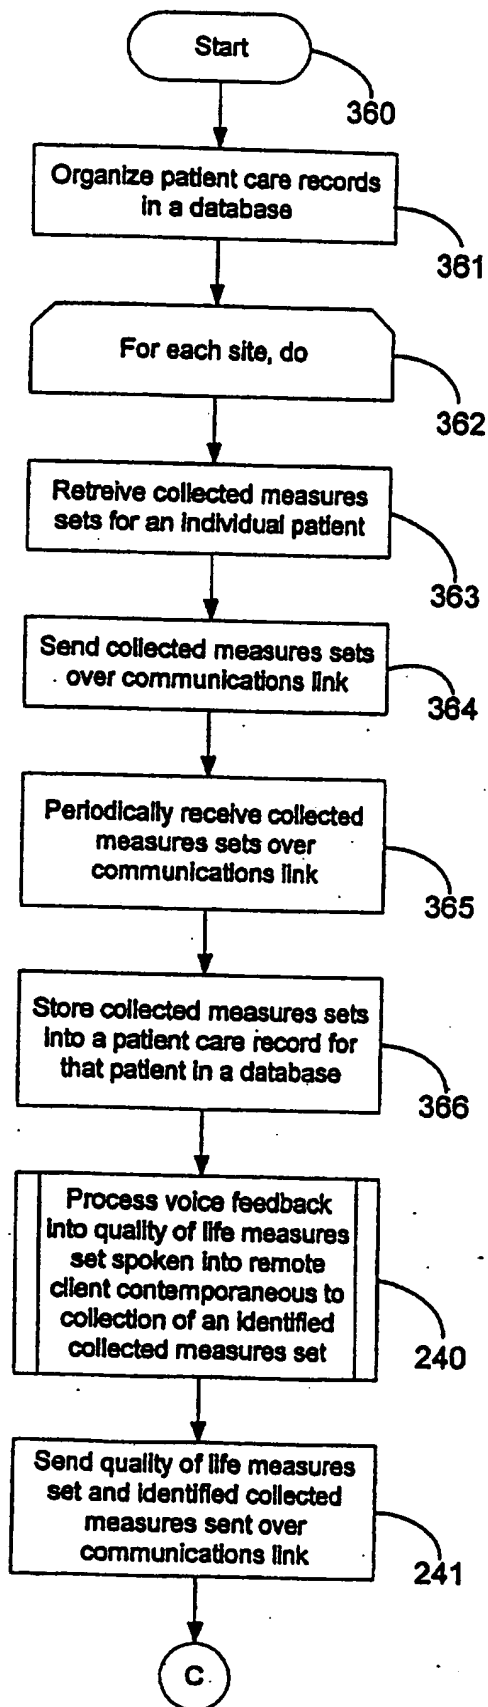 Start
360
Organize patient care records
in a database
361
For each site, do
362
Retreive collected measures
sets for an individual patient
363
Send collected measures sets
over communications link
364
Periodically receive collected
measures sets over
communications link
365
Store collected measures sets
into a patient care record for
that patient in a database
366
Process voice feedback
into quality of life measures
set spoken into remote
client contemporaneous to
collection of an identified
collected measures set
240
Send quality of life measures
set and identified collected
measures sent over
communications link
241
C